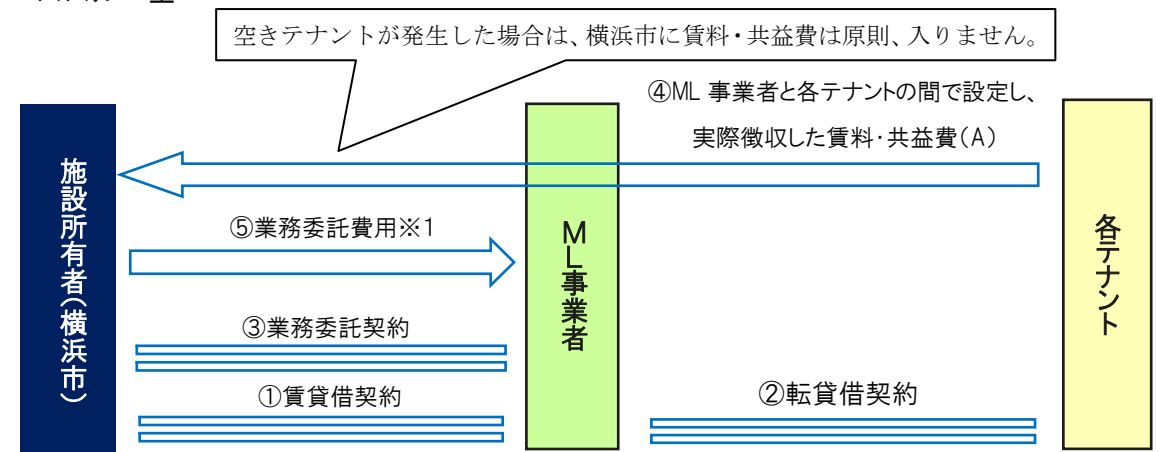 空きテナントが発生した場合は、横浜市に賃料・共益費は原則、入りません。
④ML 事業者と各テナントの間で設定し、
実際徴収した賃料・共益費(A)
施設所有者(横浜市)
⑤業務委託費用※1
ML事業者
各テナント
③業務委託契約
①賃貸借契約
②転貸借契約